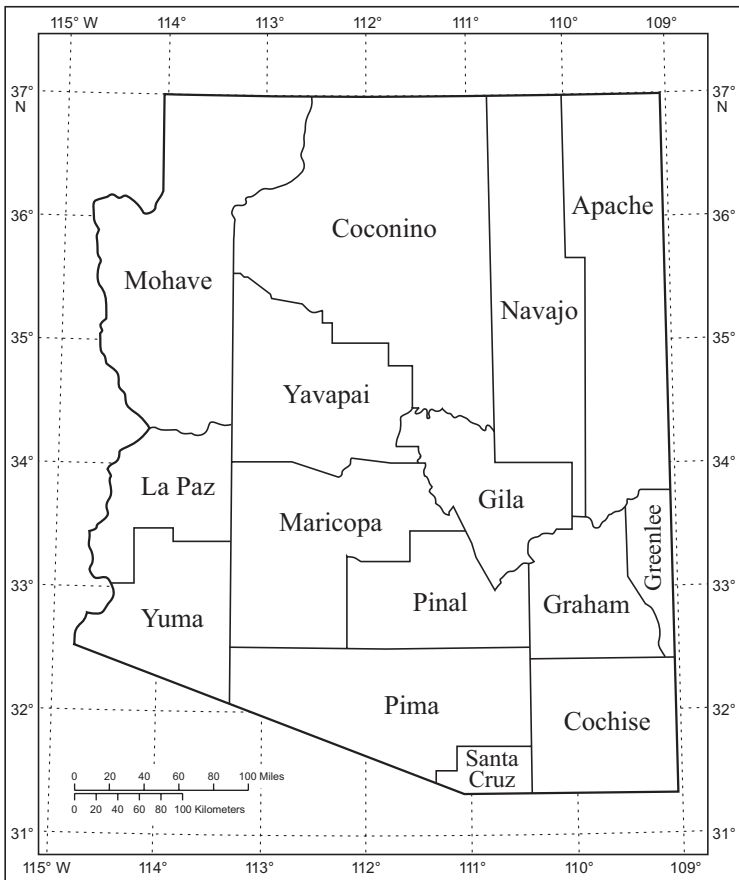 115° W 114° 113° 112° 111° 110° 109°
37° 37°
N N
Apache
36° 36°
Coconino
Mohave
Navajo
35° 35°
Yavapai
34° 34°
La Paz
Gila
Maricopa
Greenlee
33° 33°
Pinal
Graham
Yuma
32° 32°
Pima
Cochise
Santa
Cruz
0 20 40 60 80 100 Miles
0 20 40 60 80 100 Kilometers
31° 31°
115° W 114° 113° 112° 111° 110° 109°